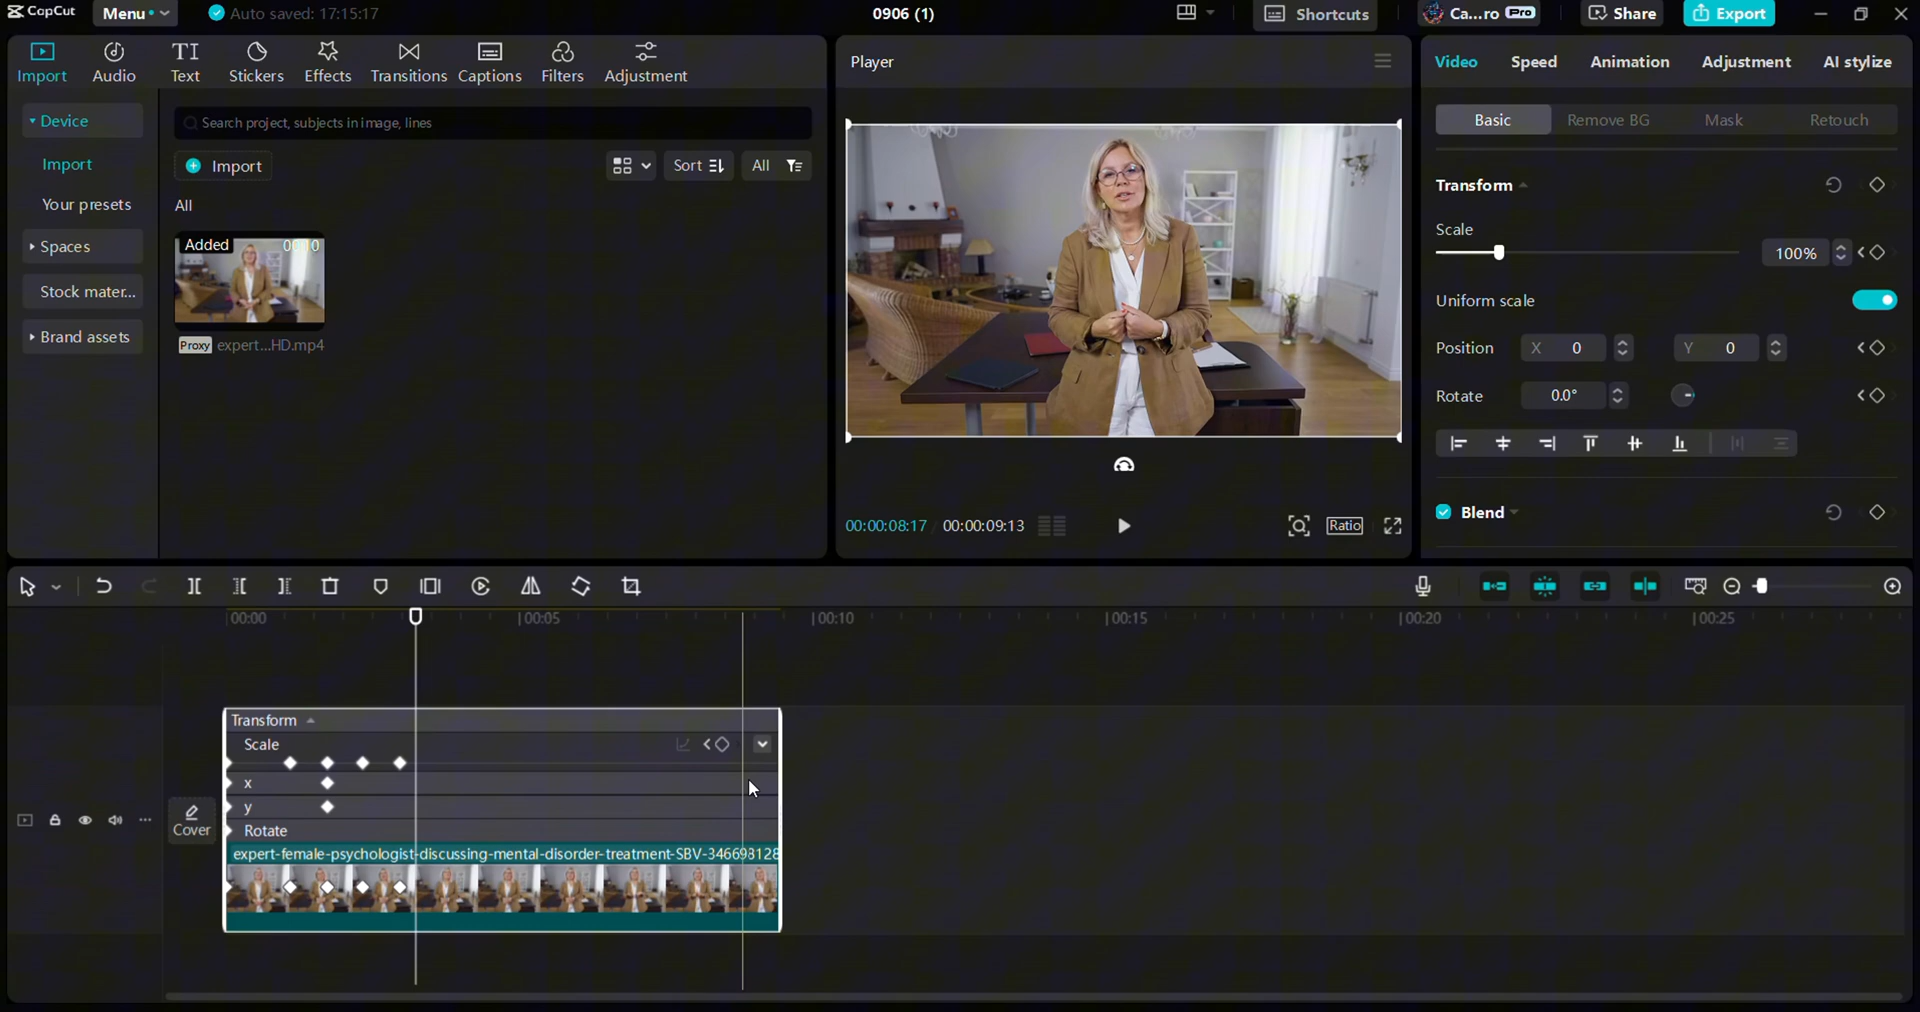 CapCut Menu Auto saved: 17:15:17 0906 (1) Shortcuts Ca...ro Pro Share Export
Import Audio Text Stickers Effects Transitions Captions Filters Adjustment
Device
Import
Your presets
Spaces
Stock mater...
Brand assets
Search project, subjects in image, lines
Import Sort All
All
Added
Proxy expert...HD.mp4
Player
00:00:08:17 00:00:09:13 Ratio
Video Speed Animation Adjustment AI stylize
Basic Remove BG Mask Retouch
Transform
Scale
100%
Uniform scale
Position X 0 Y 0
Rotate 0.0°
Blend
00:00 00:05 00:10 00:15 00:20 00:25
Transform
Scale
x
y
Rotate
Cover
expert-female-psychologist-discussing-mental-disorder-treatment-SBV-346698128